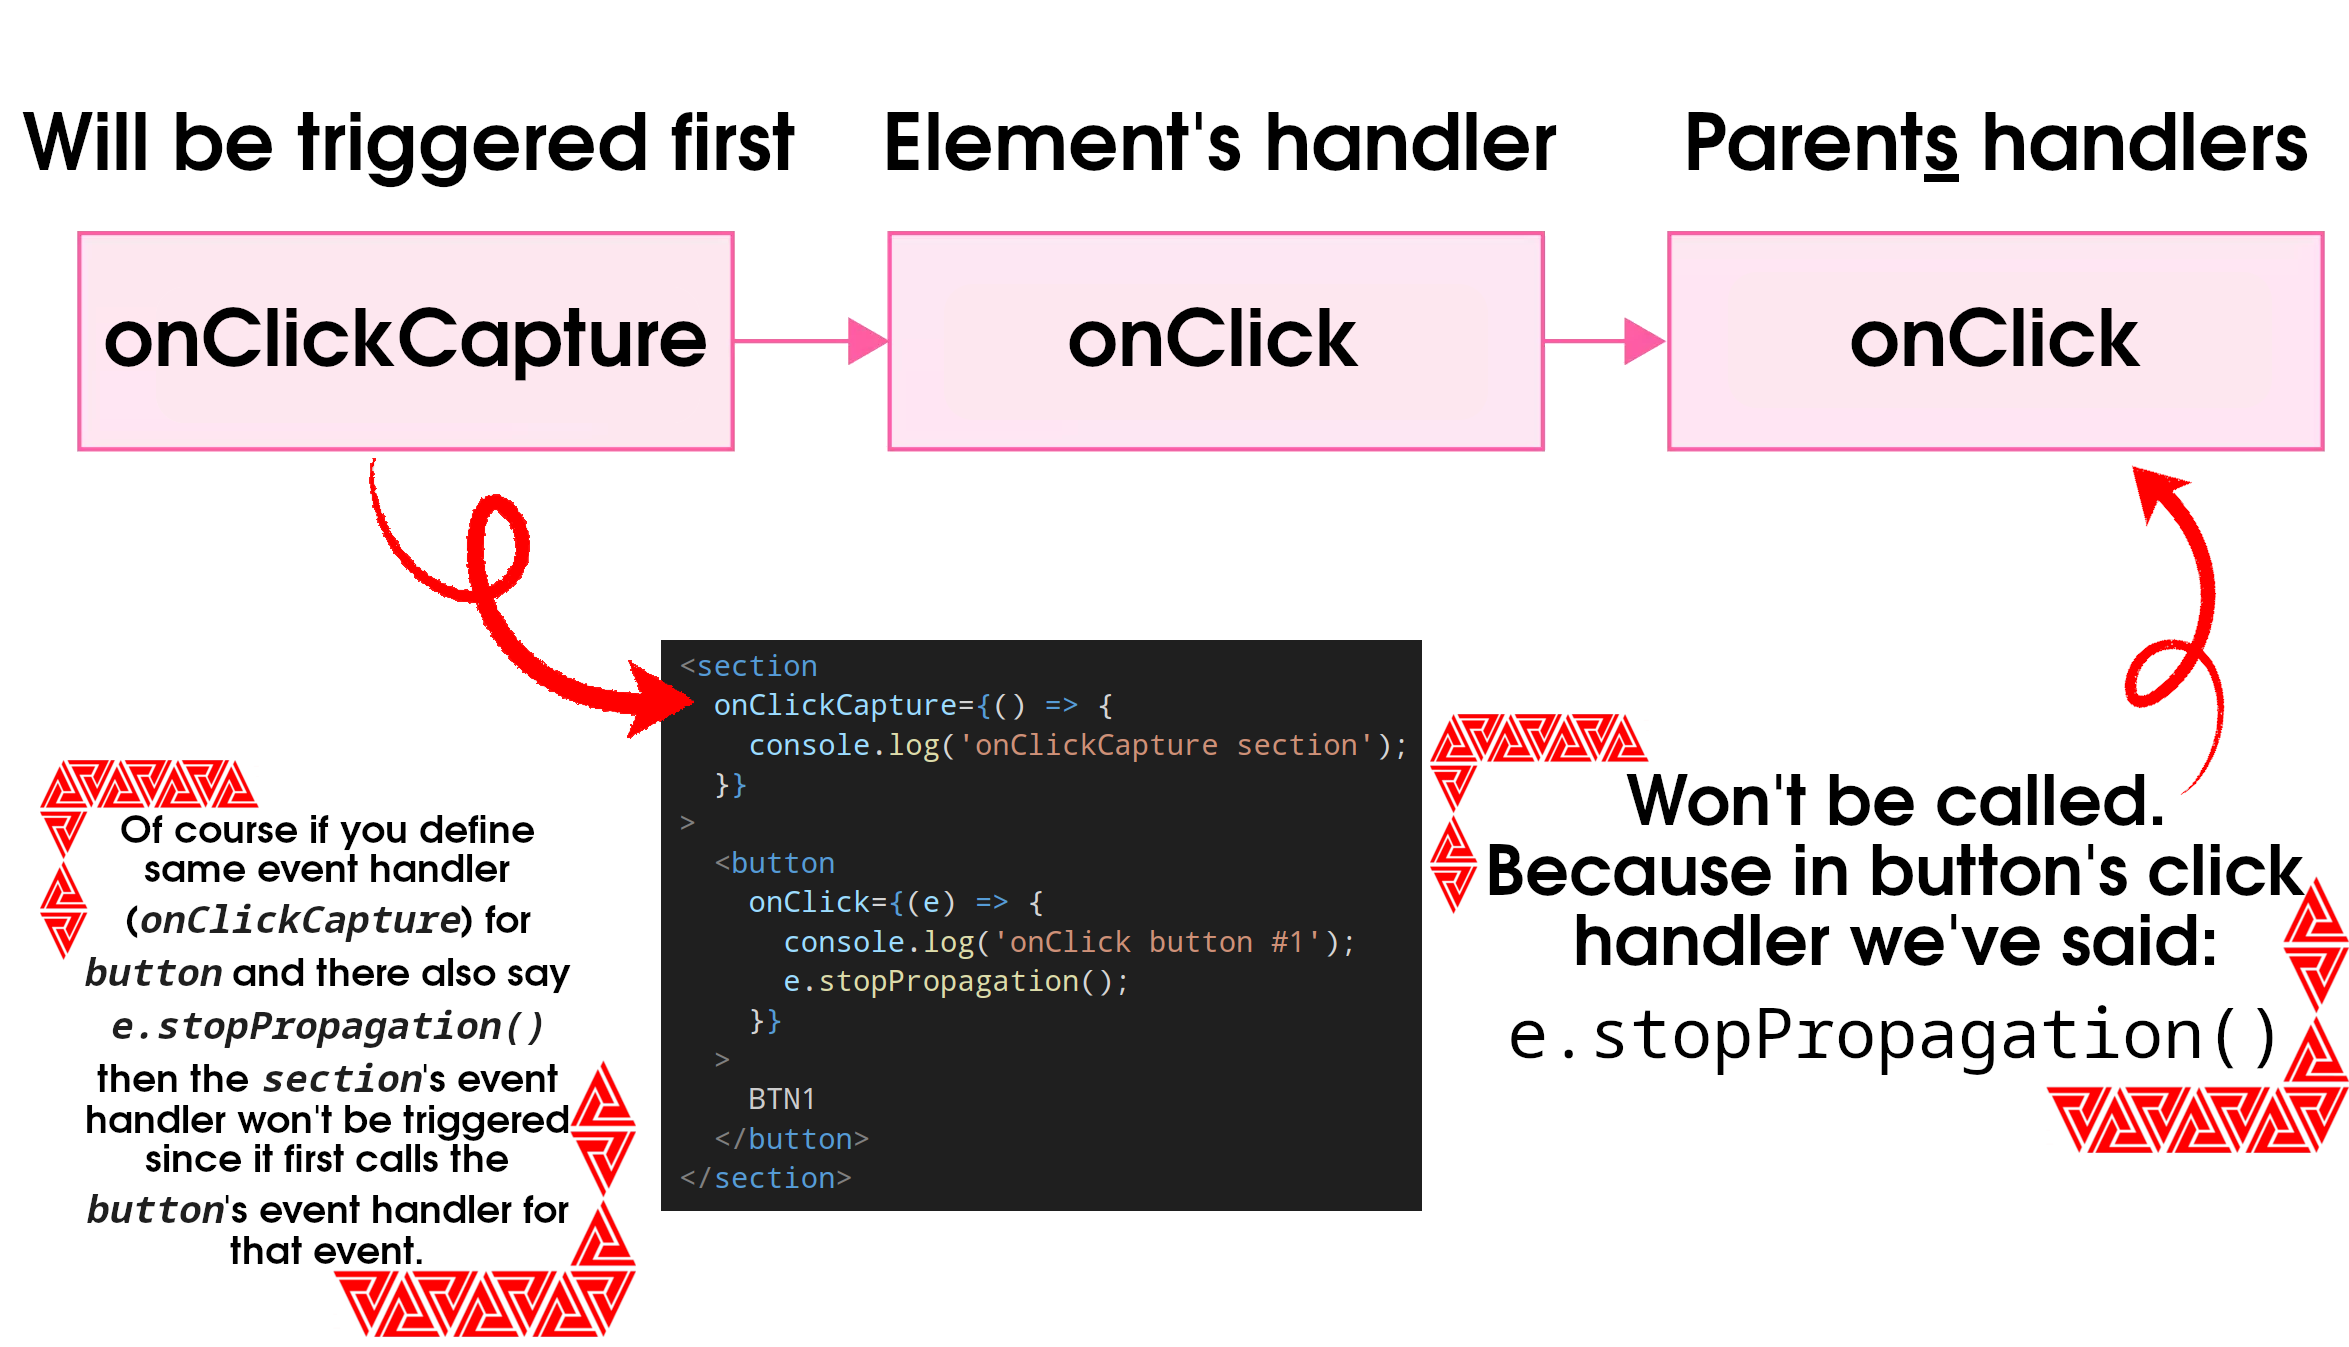 Will be triggered first
Element's handler
Parents handlers
onClickCapture
onClick
onClick
<section
onClickCapture={() => {
console.log('onClickCapture section');
}}
>
<button
onClick={(e) => {
console.log('onClick button #1');
e.stopPropagation();
}}
>
BTN1
</button>
</section>
Of course if you define
same event handler
(onClickCapture) for
button and there also say
e.stopPropagation()
then the section's event
handler won't be triggered
since it first calls the
button's event handler for
that event.
Won't be called.
Because in button's click
handler we've said:
e.stopPropagation()